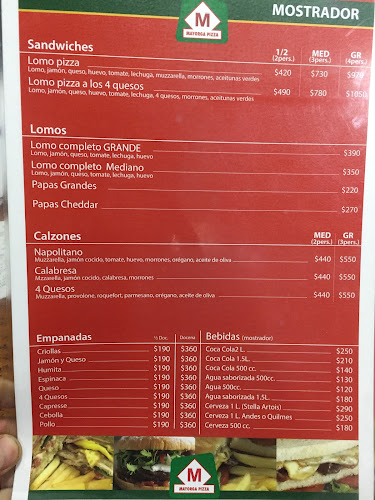 M
MAYORGA PIZZA
MOSTRADOR
Sandwiches 1/2 (2pers.) MED (3pers.) GR (4pers.)
Lomo pizza $420 $730 $920
Lomo, jamón, queso, huevo, tomate, lechuga, muzzarella, morrones, aceitunas verdes
Lomo pizza a los 4 quesos $490 $780 $1050
Lomo, jamón, queso, huevo, tomate, lechuga, 4 quesos, morrones, aceitunas verdes
Lomos
Lomo completo GRANDE $390
Lomo, jamón, queso, tomate, lechuga, huevo
Lomo completo Mediano $350
Lomo, jamón, queso, tomate, lechuga, huevo
Papas Grandes $220
Papas Cheddar $270
Calzones MED (2pers.) GR (3pers.)
Napolitano $440 $550
Muzzarella, jamón cocido, tomate, huevo, morrones, orégano, aceite de oliva
Calabresa $440 $550
Mzzarella, jamón cocido, calabresa, morrones
4 Quesos $440 $550
Mzzarella, provolone, roquefort, parmesano, orégano, aceite de oliva
Empanadas ½ Doc. Docena
Criollas $190 $360
Jamón y Queso $190 $360
Humita $190 $360
Espinaca $190 $360
Queso $190 $360
4 Quesos $190 $360
Capresse $190 $360
Cebolla $190 $360
Pollo $190 $360
Bebidas (mostrador)
Coca Cola2 L. $250
Coca Cola 1.5L. $210
Coca Cola 500 cc. $140
Agua saborizada 500cc. $130
Agua 500cc. $120
Agua saborizada 1.5L. $180
Cerveza 1 L. (Stella Artois) $290
Cerveza 1 L. Andes o Quilmes $250
Cerveza 500 cc. $180
M
MAYORGA PIZZA